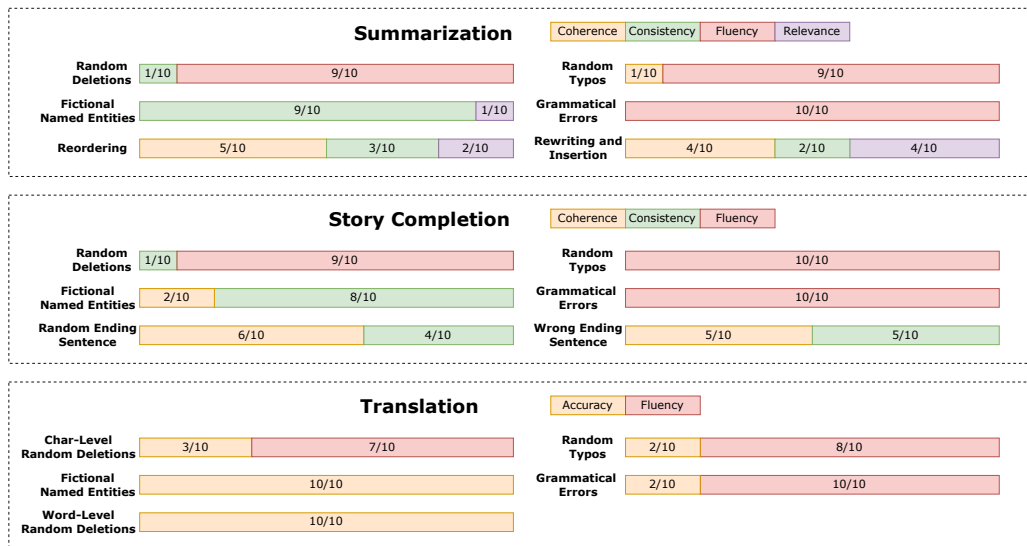 Summarization
Coherence Consistency Fluency Relevance
Random
Deletions
1/10 9/10
Random
Typos
1/10 9/10
Fictional
Named Entities
9/10 1/10
Grammatical
Errors
10/10
Reordering
5/10 3/10 2/10
Rewriting and
Insertion
4/10 2/10 4/10
Story Completion
Coherence Consistency Fluency
Random
Deletions
1/10 9/10
Random
Typos
10/10
Fictional
Named Entities
2/10 8/10
Grammatical
Errors
10/10
Random Ending
Sentence
6/10 4/10
Wrong Ending
Sentence
5/10 5/10
Translation
Accuracy Fluency
Char-Level
Random Deletions
3/10 7/10
Random
Typos
2/10 8/10
Fictional
Named Entities
10/10
Grammatical
Errors
2/10 10/10
Word-Level
Random Deletions
10/10